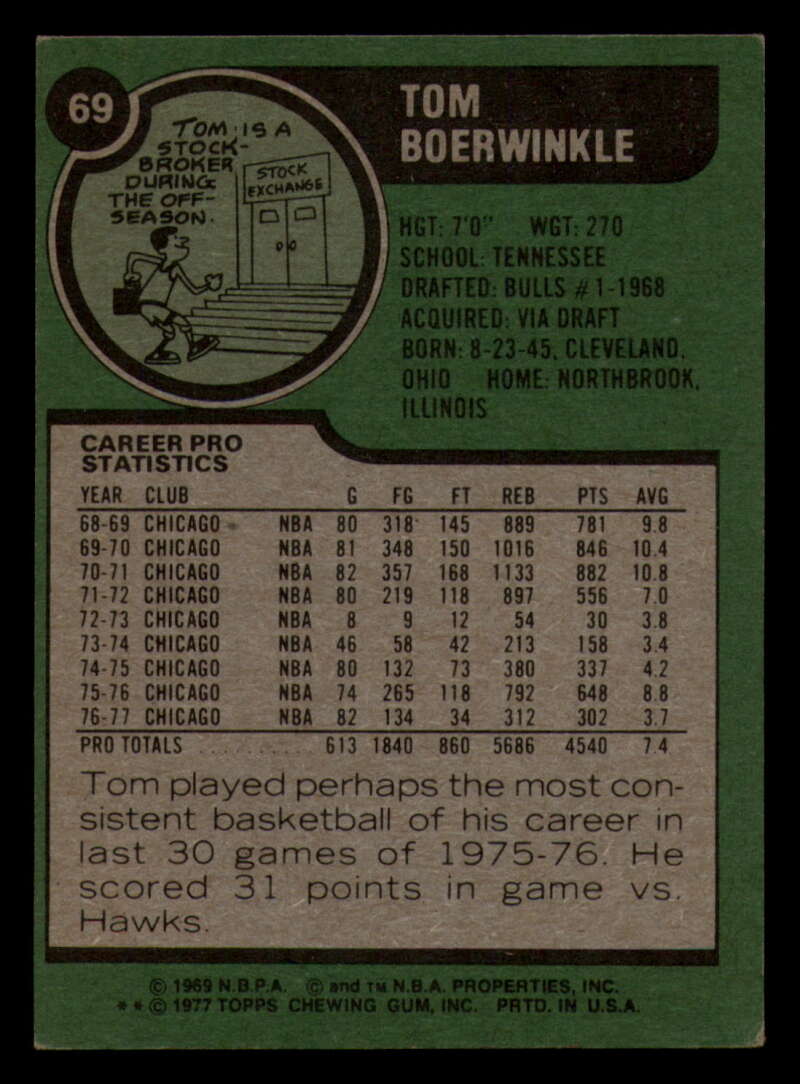 69
TOM IS A
STOCK-
BROKER
DURING
THE OFF-
SEASON.
STOCK
EXCHANGE
TOM
BOERWINKLE
HGT: 7'0" WGT: 270
SCHOOL: TENNESSEE
DRAFTED: BULLS #1-1968
ACQUIRED: VIA DRAFT
BORN: 8-23-45, CLEVELAND,
OHIO HOME: NORTHBROOK,
ILLINOIS
CAREER PRO
STATISTICS
YEAR CLUB G FG FT REB PTS AVG
68-69 CHICAGO NBA 80 318 145 889 781 9.8
69-70 CHICAGO NBA 81 348 150 1016 846 10.4
70-71 CHICAGO NBA 82 357 168 1133 882 10.8
71-72 CHICAGO NBA 80 219 118 897 556 7.0
72-73 CHICAGO NBA 8 9 12 54 30 3.8
73-74 CHICAGO NBA 46 58 42 213 158 3.4
74-75 CHICAGO NBA 80 132 73 380 337 4.2
75-76 CHICAGO NBA 74 265 118 792 648 8.8
76-77 CHICAGO NBA 82 134 34 312 302 3.7
PRO TOTALS .......... 613 1840 860 5686 4540 7.4
Tom played perhaps the most con-
sistent basketball of his career in
last 30 games of 1975-76. He
scored 31 points in game vs.
Hawks.
© 1969 N.B.P.A. © and TM N.B.A. PROPERTIES, INC.
**© 1977 TOPPS CHEWING GUM, INC. PRTD. IN U.S.A.